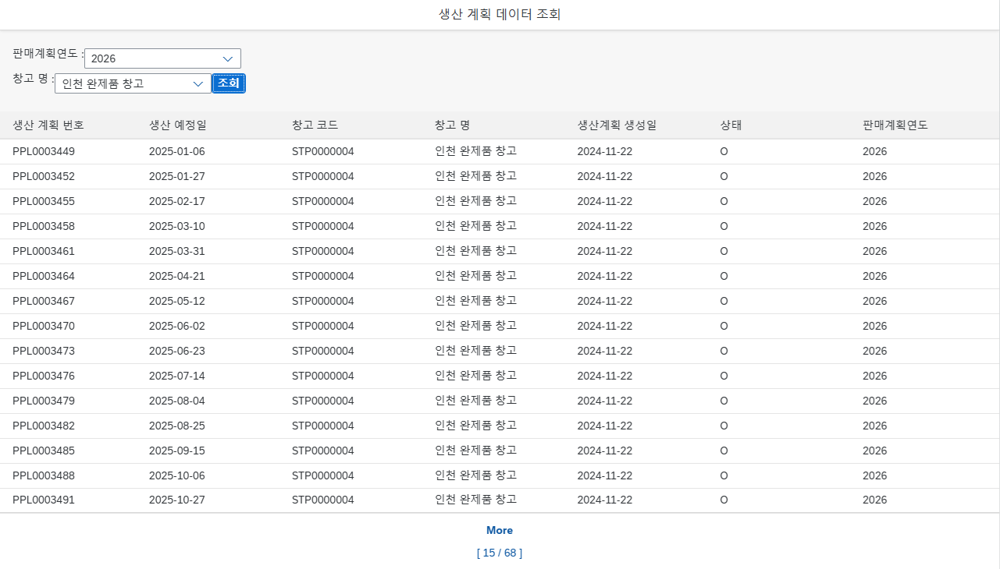 생산 계획 데이터 조회
판매계획연도 : 2026
창고 명 : 인천 완제품 창고 조회
생산 계획 번호 생산 예정일 창고 코드 창고 명 생산계획 생성일 상태 판매계획연도
PPL0003449 2025-01-06 STP0000004 인천 완제품 창고 2024-11-22 O 2026
PPL0003452 2025-01-27 STP0000004 인천 완제품 창고 2024-11-22 O 2026
PPL0003455 2025-02-17 STP0000004 인천 완제품 창고 2024-11-22 O 2026
PPL0003458 2025-03-10 STP0000004 인천 완제품 창고 2024-11-22 O 2026
PPL0003461 2025-03-31 STP0000004 인천 완제품 창고 2024-11-22 O 2026
PPL0003464 2025-04-21 STP0000004 인천 완제품 창고 2024-11-22 O 2026
PPL0003467 2025-05-12 STP0000004 인천 완제품 창고 2024-11-22 O 2026
PPL0003470 2025-06-02 STP0000004 인천 완제품 창고 2024-11-22 O 2026
PPL0003473 2025-06-23 STP0000004 인천 완제품 창고 2024-11-22 O 2026
PPL0003476 2025-07-14 STP0000004 인천 완제품 창고 2024-11-22 O 2026
PPL0003479 2025-08-04 STP0000004 인천 완제품 창고 2024-11-22 O 2026
PPL0003482 2025-08-25 STP0000004 인천 완제품 창고 2024-11-22 O 2026
PPL0003485 2025-09-15 STP0000004 인천 완제품 창고 2024-11-22 O 2026
PPL0003488 2025-10-06 STP0000004 인천 완제품 창고 2024-11-22 O 2026
PPL0003491 2025-10-27 STP0000004 인천 완제품 창고 2024-11-22 O 2026
More
[ 15 / 68 ]